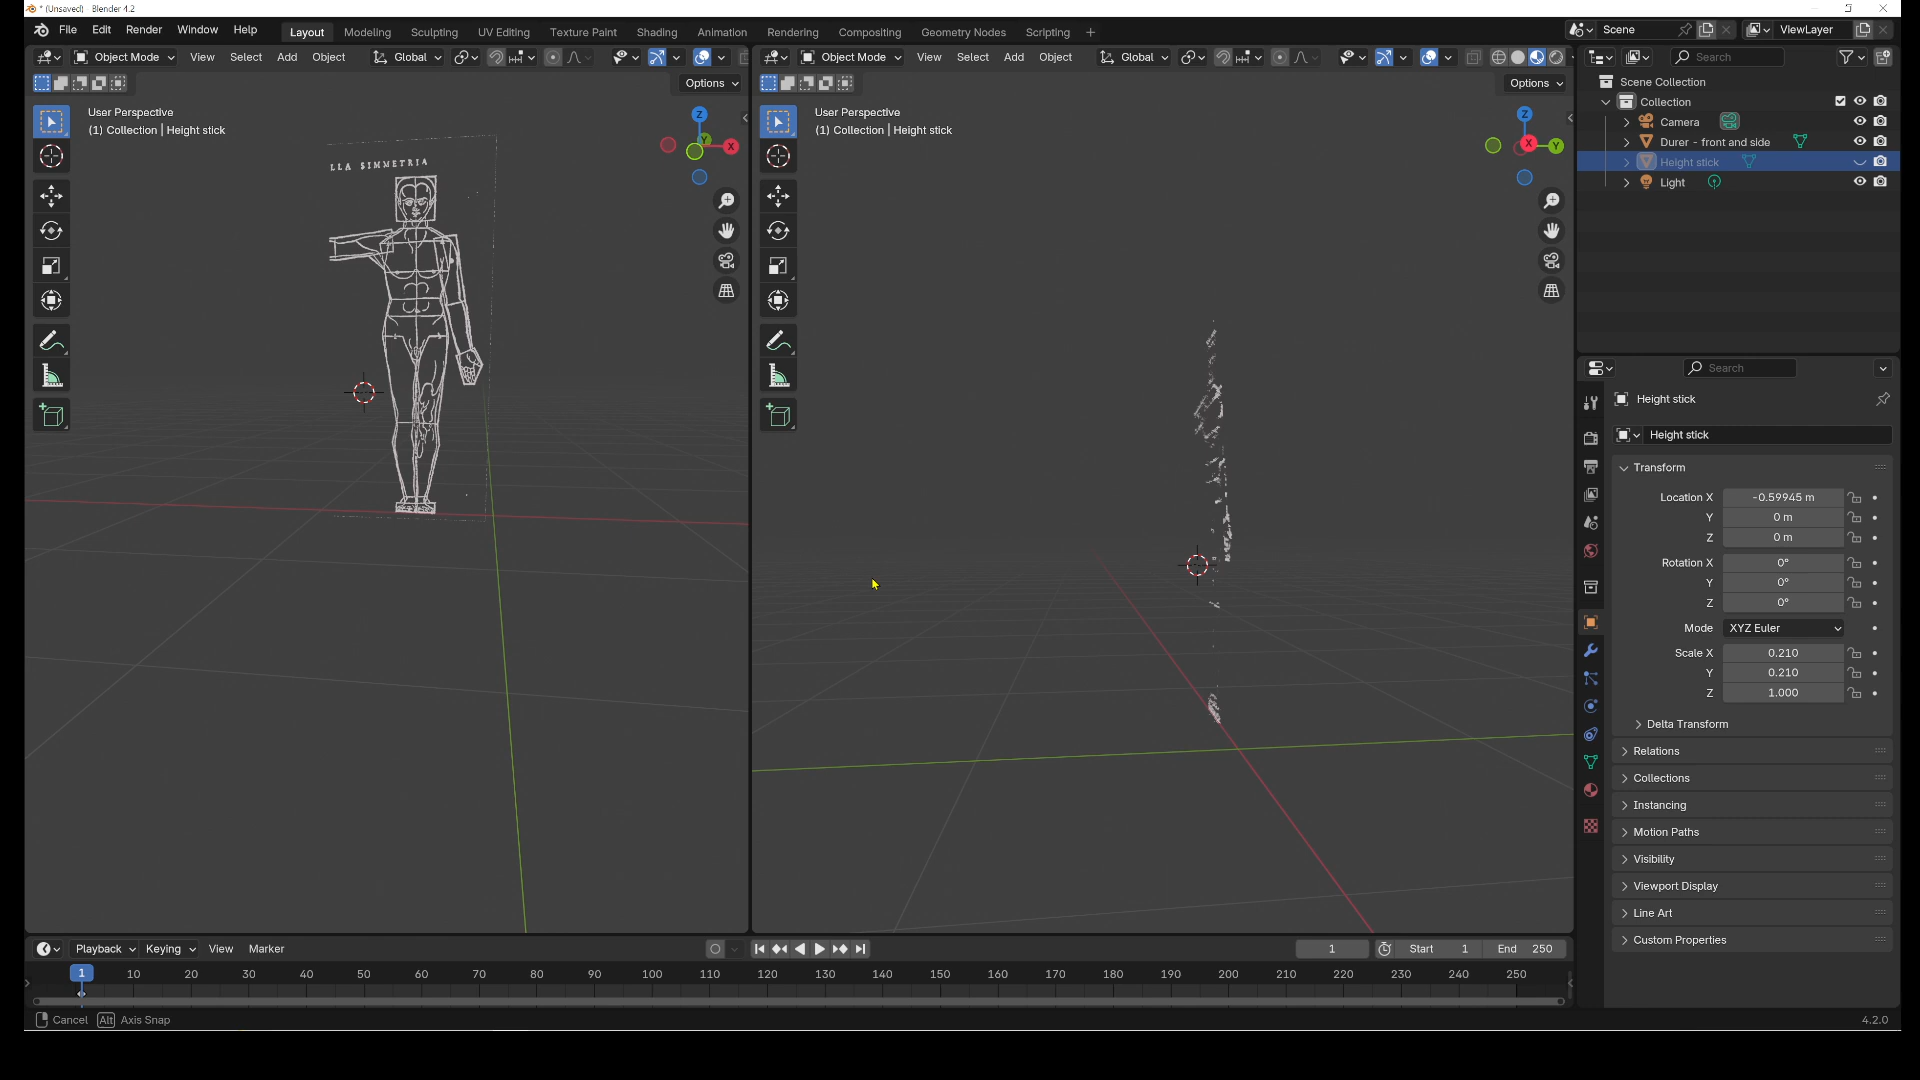 * (Unsaved) - Blender 4.2
File Edit Render Window Help
Layout Modeling Sculpting UV Editing Texture Paint Shading Animation Rendering Compositing Geometry Nodes Scripting +
Scene
ViewLayer
Object Mode View Select Add Object Global
Object Mode View Select Add Object Global
Search
Options
Options
User Perspective
(1) Collection | Height stick
User Perspective
(1) Collection | Height stick
Z
Y
X
Z
X
Y
LLA SIMMETRIA
Scene Collection
Collection
Camera
Durer - front and side
Height stick
Light
Search
Height stick
Height stick
Transform
Location X -0.59945 m
Y 0 m
Z 0 m
Rotation X 0°
Y 0°
Z 0°
Mode XYZ Euler
Scale X 0.210
Y 0.210
Z 1.000
Delta Transform
Relations
Collections
Instancing
Motion Paths
Visibility
Viewport Display
Line Art
Custom Properties
Playback Keying View Marker
1 Start 1 End 250
1 10 20 30 40 50 60 70 80 90 100 110 120 130 140 150 160 170 180 190 200 210 220 230 240 250
Cancel Alt Axis Snap
4.2.0